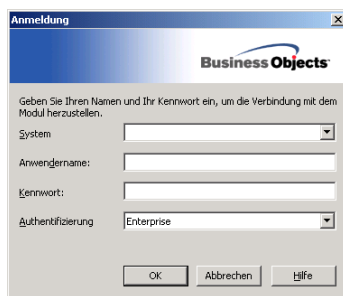 Anmeldung
Business Objects
Geben Sie Ihren Namen und Ihr Kennwort ein, um die Verbindung mit dem
Modul herzustellen.
System
Anwendername:
Kennwort:
Authentifizierung
Enterprise
OK Abbrechen Hilfe